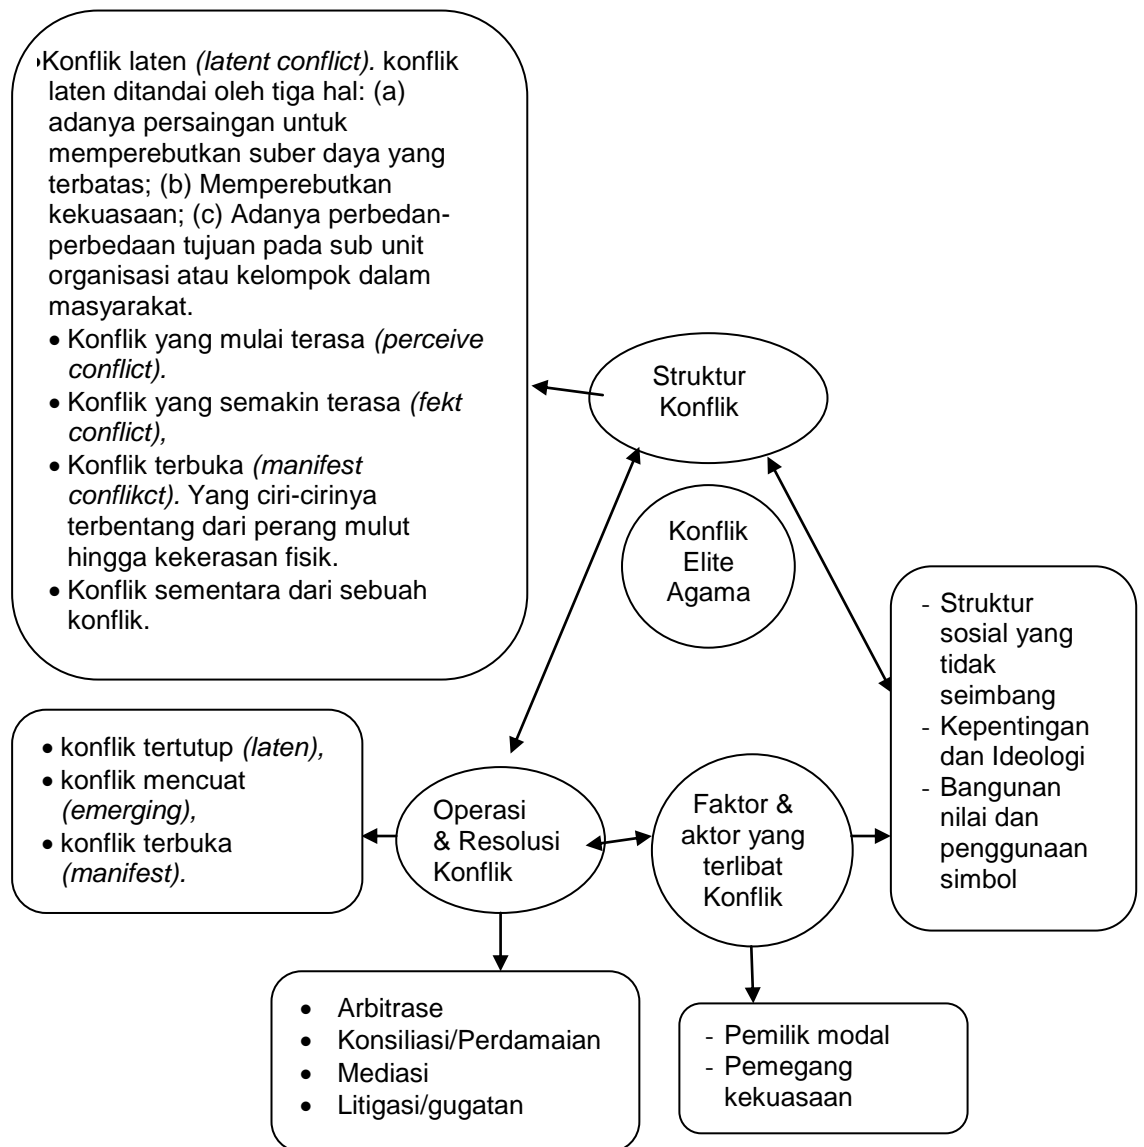 •Konflik laten (latent conflict). konflik
laten ditandai oleh tiga hal: (a)
adanya persaingan untuk
memperebutkan suber daya yang
terbatas; (b) Memperebutkan
kekuasaan; (c) Adanya perbedan-
perbedaan tujuan pada sub unit
organisasi atau kelompok dalam
masyarakat.
• Konflik yang mulai terasa (perceive
conflict).
• Konflik yang semakin terasa (fekt
conflict),
• Konflik terbuka (manifest
conflikct). Yang ciri-cirinya
terbentang dari perang mulut
hingga kekerasan fisik.
• Konflik sementara dari sebuah
konflik.
Struktur
Konflik
Konflik
Elite
Agama
- Struktur
sosial yang
tidak
seimbang
- Kepentingan
dan Ideologi
- Bangunan
nilai dan
penggunaan
simbol
• konflik tertutup (laten),
• konflik mencuat
(emerging),
• konflik terbuka
(manifest).
Operasi
& Resolusi
Konflik
Faktor &
aktor yang
terlibat
Konflik
• Arbitrase
• Konsiliasi/Perdamaian
• Mediasi
• Litigasi/gugatan
- Pemilik modal
- Pemegang
kekuasaan